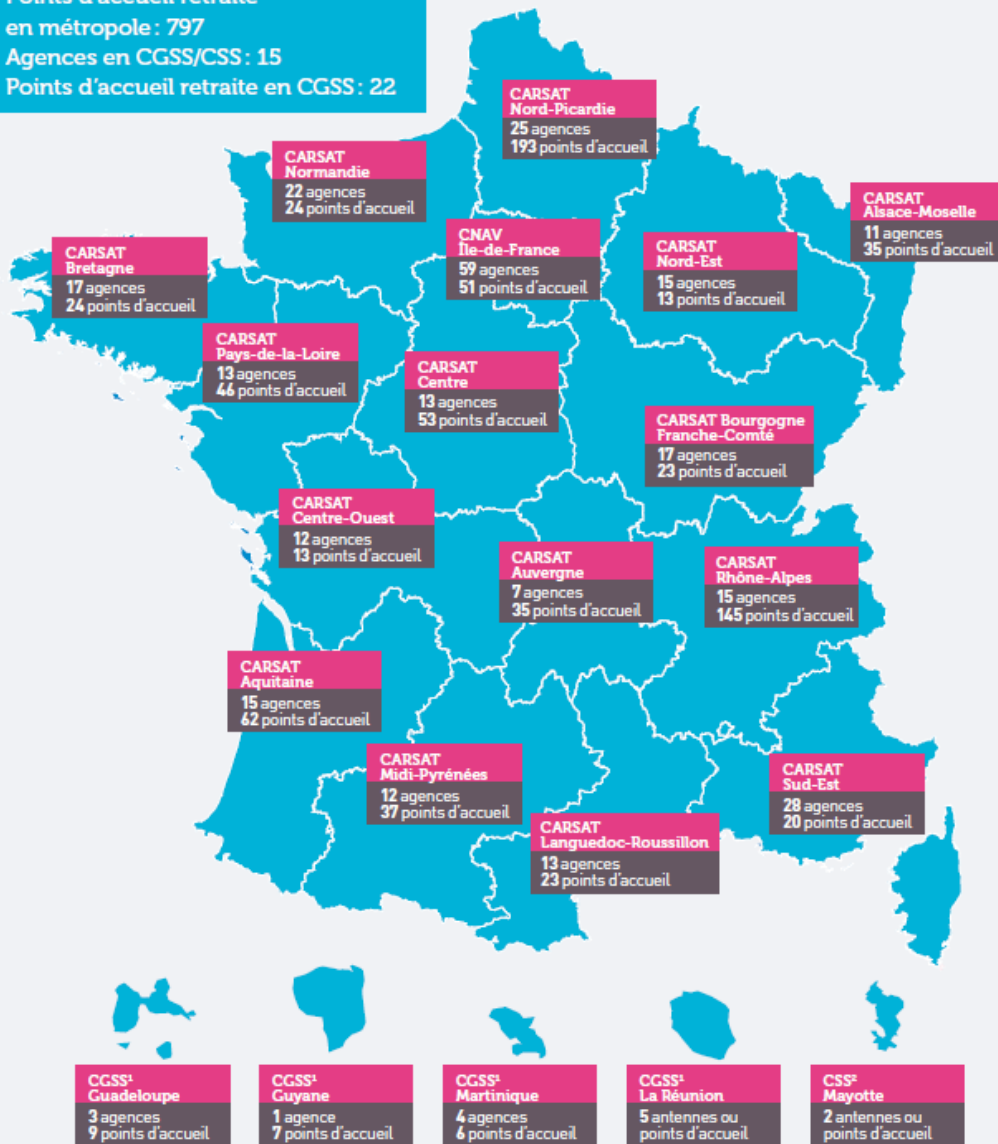 Points d'accueil retraite
en métropole : 797
Agences en CGSS/CSS : 15
Points d'accueil retraite en CGSS : 22
CARSAT
Nord-Picardie
25 agences
193 points d'accueil
CARSAT
Normandie
22 agences
24 points d'accueil
CARSAT
Alsace-Moselle
11 agences
35 points d'accueil
CNAV
Île-de-France
59 agences
51 points d'accueil
CARSAT
Nord-Est
15 agences
13 points d'accueil
CARSAT
Bretagne
17 agences
24 points d'accueil
CARSAT
Pays-de-la-Loire
13 agences
46 points d'accueil
CARSAT
Centre
13 agences
53 points d'accueil
CARSAT Bourgogne
Franche-Comté
17 agences
23 points d'accueil
CARSAT
Centre-Ouest
12 agences
13 points d'accueil
CARSAT
Auvergne
7 agences
35 points d'accueil
CARSAT
Rhône-Alpes
15 agences
145 points d'accueil
CARSAT
Aquitaine
15 agences
62 points d'accueil
CARSAT
Midi-Pyrénées
12 agences
37 points d'accueil
CARSAT
Sud-Est
28 agences
20 points d'accueil
CARSAT
Languedoc-Roussillon
13 agences
23 points d'accueil
CGSS¹
Guadeloupe
3 agences
9 points d'accueil
CGSS¹
Guyane
1 agence
7 points d'accueil
CGSS¹
Martinique
4 agences
6 points d'accueil
CGSS¹
La Réunion
5 antennes ou
points d'accueil
CSS²
Mayotte
2 antennes ou
points d'accueil